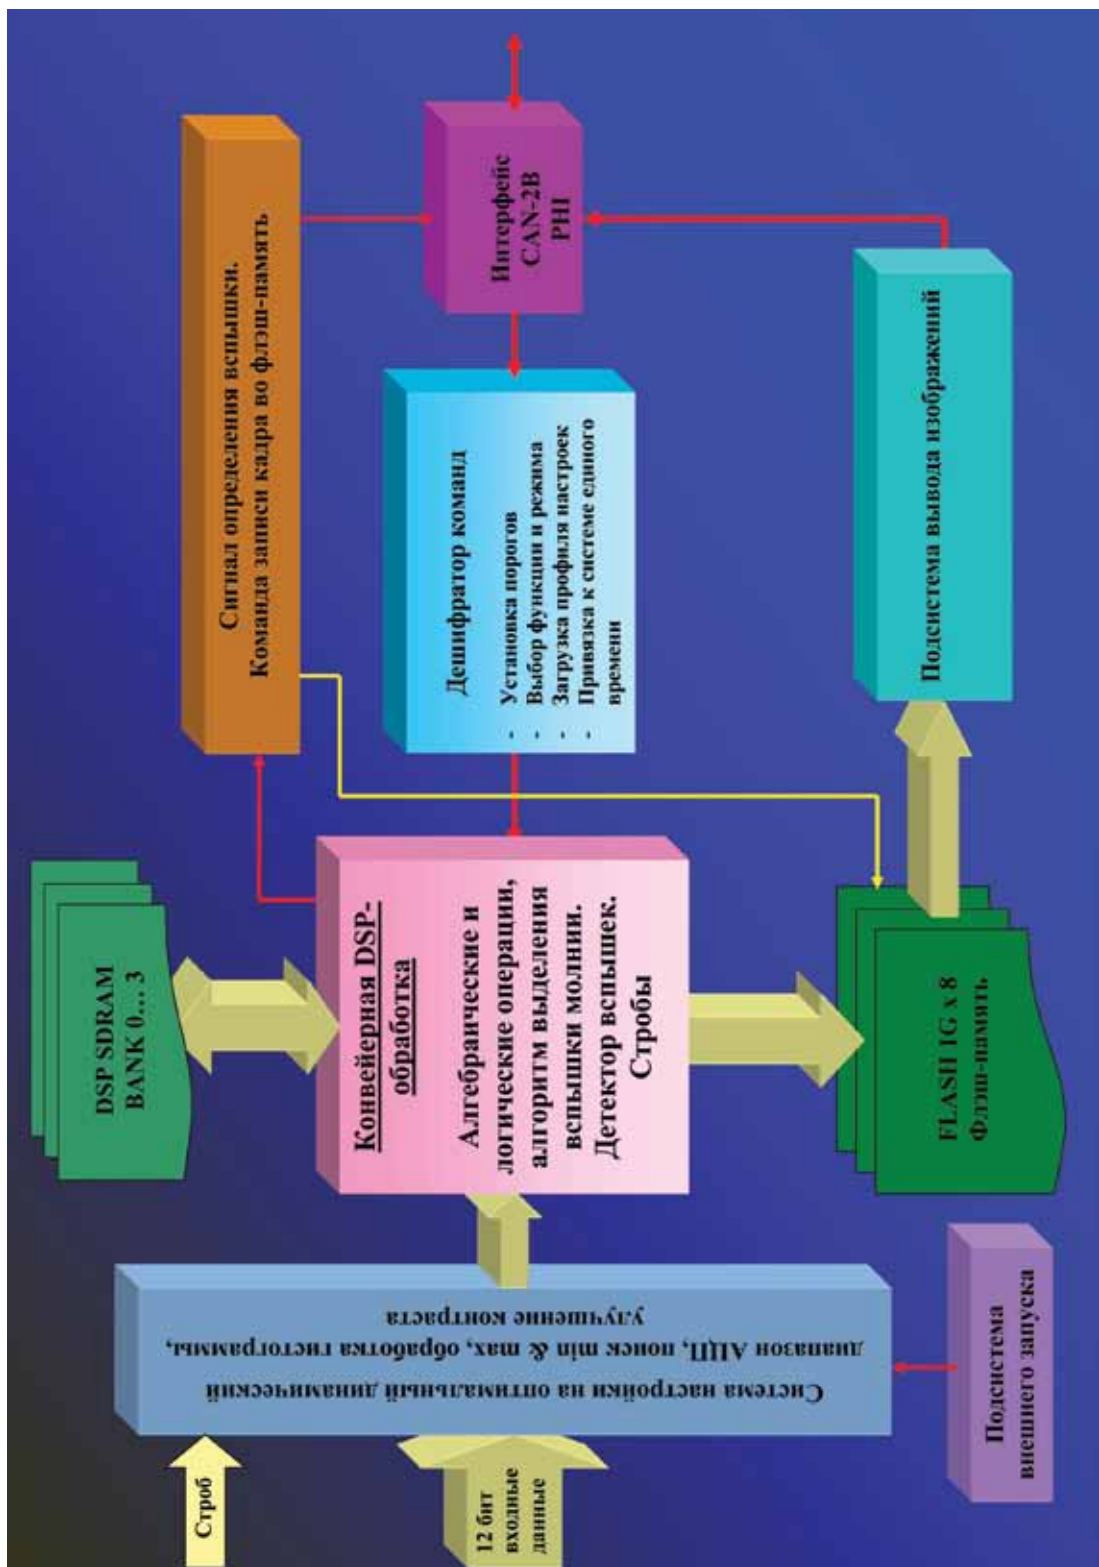 Строб
12 бит
входные
данные
Система настройки на оптимальный динамический
диапазон АЦП, поиск min & max, обработка гистограммы,
улучшение контраста
Подсистема
внешнего запуска
DSP SDRAM
BANK 0... 3
Конвейерная DSP-
обработка
Алгебраические и
логические операции,
алгоритм выделения
вспышки молнии.
Детектор вспышек.
Стробы
FLASH 1G x 8
Флэш-память
Сигнал определения вспышки.
Команда записи кадра во флэш-память
Дешифратор команд
- Установка порогов
- Выбор функции и режима
- Загрузка профиля настроек
- Привязка к системе единого
времени
Интерфейс
CAN-2B
PHI
Подсистема вывода изображений